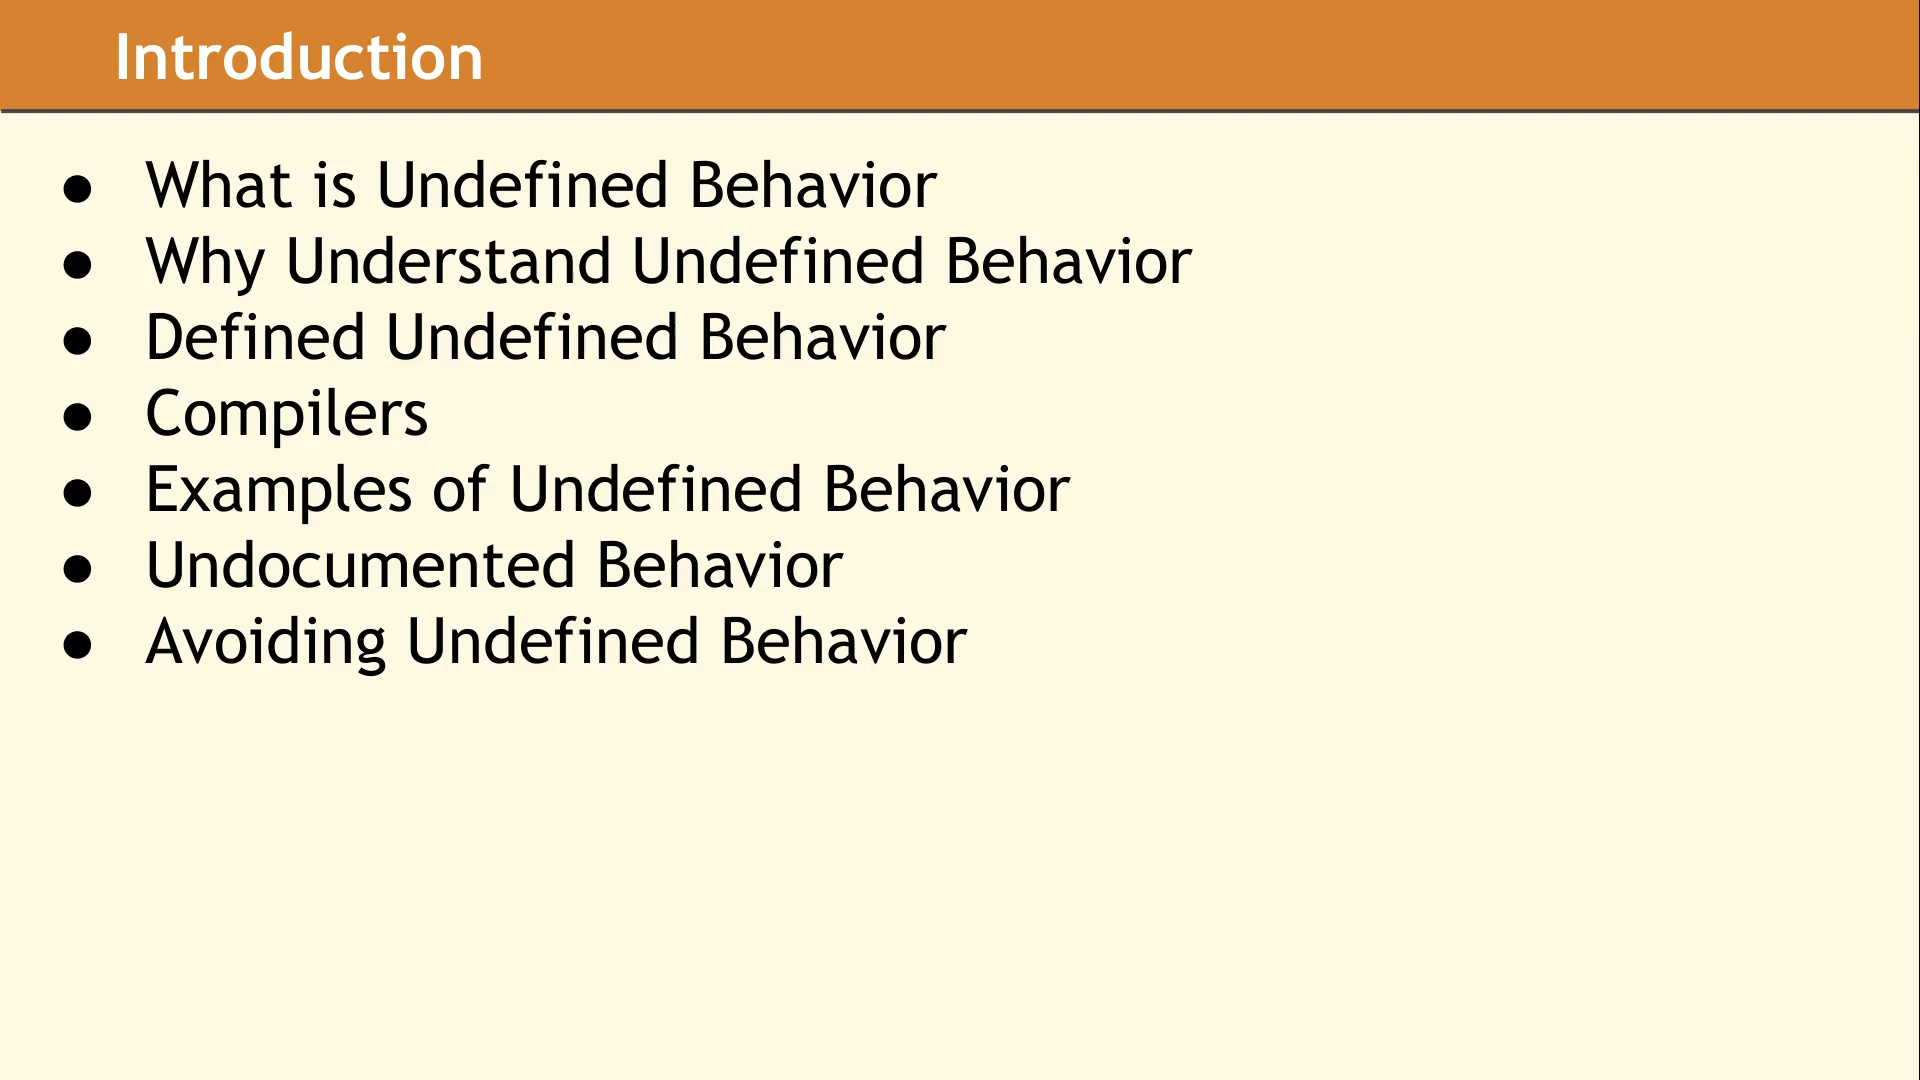 Introduction
● What is Undefined Behavior
● Why Understand Undefined Behavior
● Defined Undefined Behavior
● Compilers
● Examples of Undefined Behavior
● Undocumented Behavior
● Avoiding Undefined Behavior